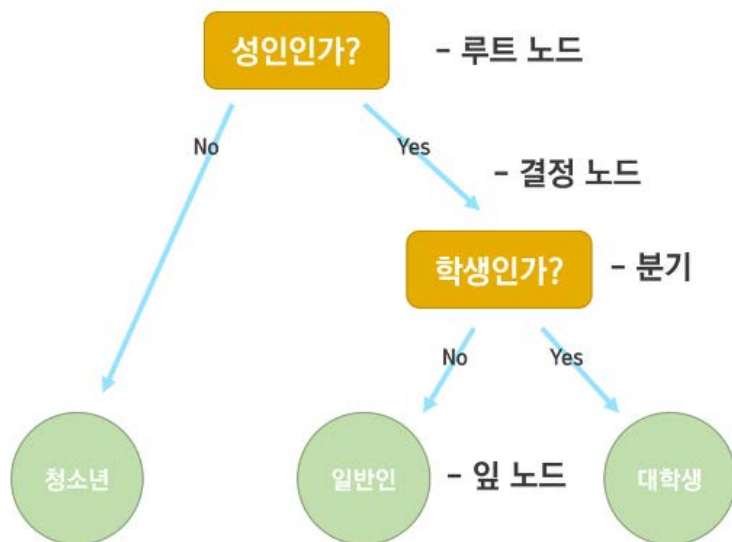 성인인가?
- 루트 노드
No
Yes
- 결정 노드
학생인가?
- 분기
No
Yes
청소년
일반인
- 잎 노드
대학생